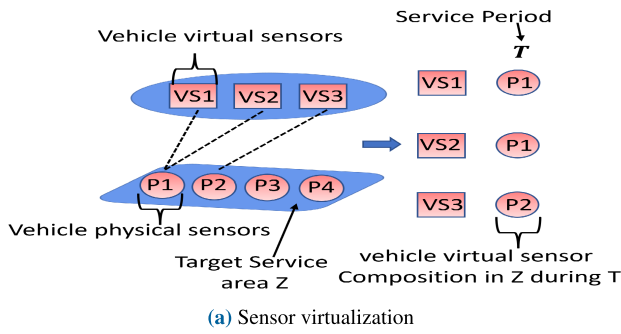 Service Period
T
Vehicle virtual sensors
VS1 VS2 VS3
VS1 P1
VS2 P1
VS3 P2
P1 P2 P3 P4
Vehicle physical sensors
Target Service
area Z
vehicle virtual sensor
Composition in Z during T
(a) Sensor virtualization